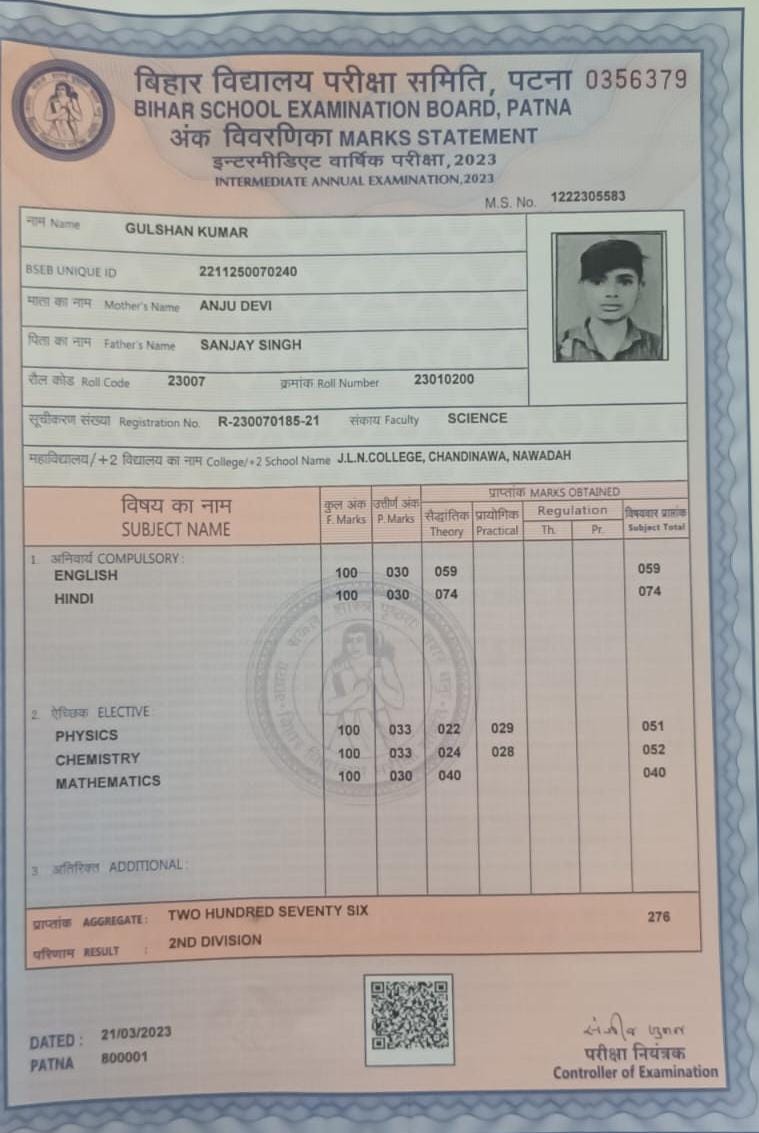 बिहार विद्यालय परीक्षा समिति, पटना 0356379
BIHAR SCHOOL EXAMINATION BOARD, PATNA
अंक विवरणिका MARKS STATEMENT
इन्टरमीडिएट वार्षिक परीक्षा, 2023
INTERMEDIATE ANNUAL EXAMINATION,2023
M.S. No. 1222305583
नाम Name GULSHAN KUMAR
BSEB UNIQUE ID 2211250070240
माता का नाम Mother's Name ANJU DEVI
पिता का नाम Father's Name SANJAY SINGH
रौल कोड Roll Code 23007 क्रमांक Roll Number 23010200
सूचीकरण संख्या Registration No. R-230070185-21 संकाय Faculty SCIENCE
महाविद्यालय/+2 विद्यालय का नाम College/+2 School Name J.L.N.COLLEGE, CHANDINAWA, NAWADAH
विषय का नाम कुल अंक उत्तीर्ण अंक प्राप्तांक MARKS OBTAINED
SUBJECT NAME F. Marks P.Marks सैद्धांतिक प्रायोगिक Regulation विषयवार प्राप्तांक
Theory Practical Th. Pr. Subject Total
1. अनिवार्य COMPULSORY:
ENGLISH 100 030 059 059
HINDI 100 030 074 074
2. ऐच्छिक ELECTIVE
PHYSICS 100 033 022 029 051
CHEMISTRY 100 033 024 028 052
MATHEMATICS 100 030 040 040
3. अतिरिक्त ADDITIONAL:
प्राप्तांक AGGREGATE: TWO HUNDRED SEVENTY SIX 276
परिणाम RESULT : 2ND DIVISION
DATED : 21/03/2023
PATNA 800001
परीक्षा नियंत्रक
Controller of Examination